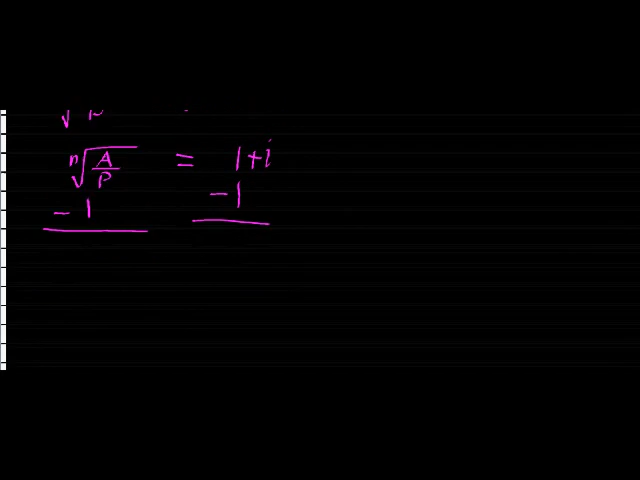 ⁿ√(A/P) = 1+i
-1 -1